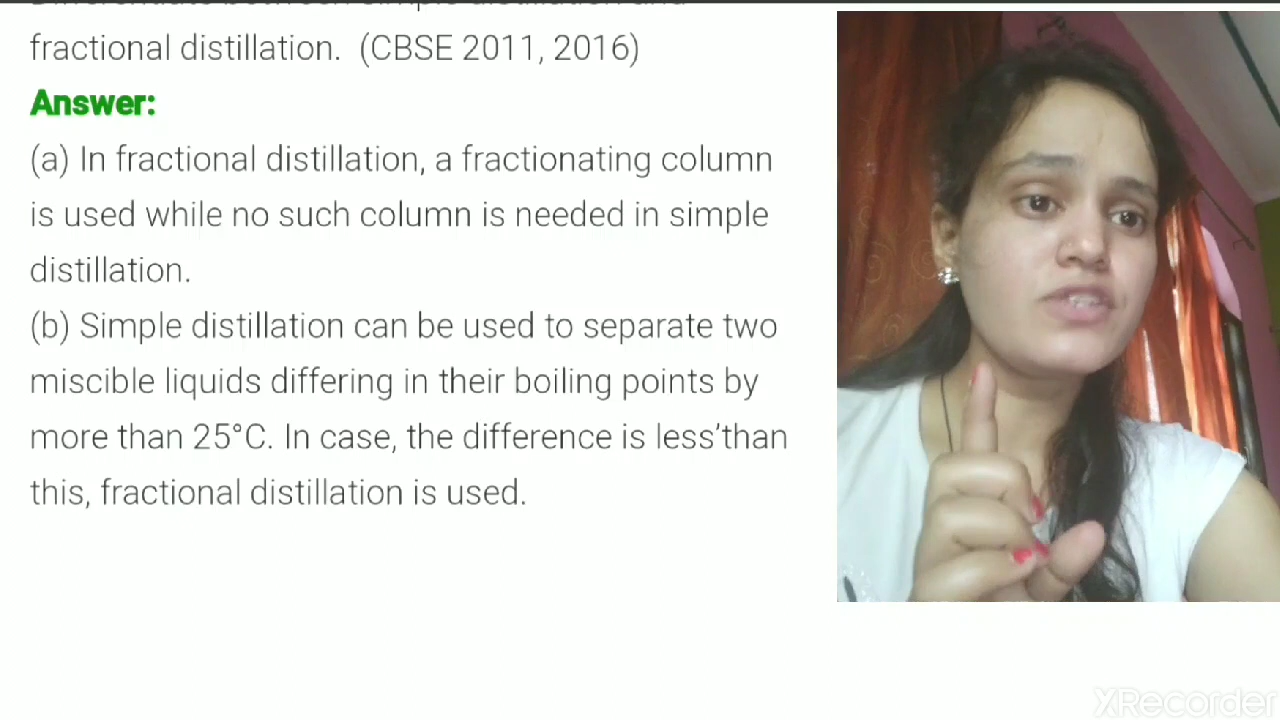 fractional distillation. (CBSE 2011, 2016)
Answer:
(a) In fractional distillation, a fractionating column
is used while no such column is needed in simple
distillation.
(b) Simple distillation can be used to separate two
miscible liquids differing in their boiling points by
more than 25°C. In case, the difference is less'than
this, fractional distillation is used.
XRecorder